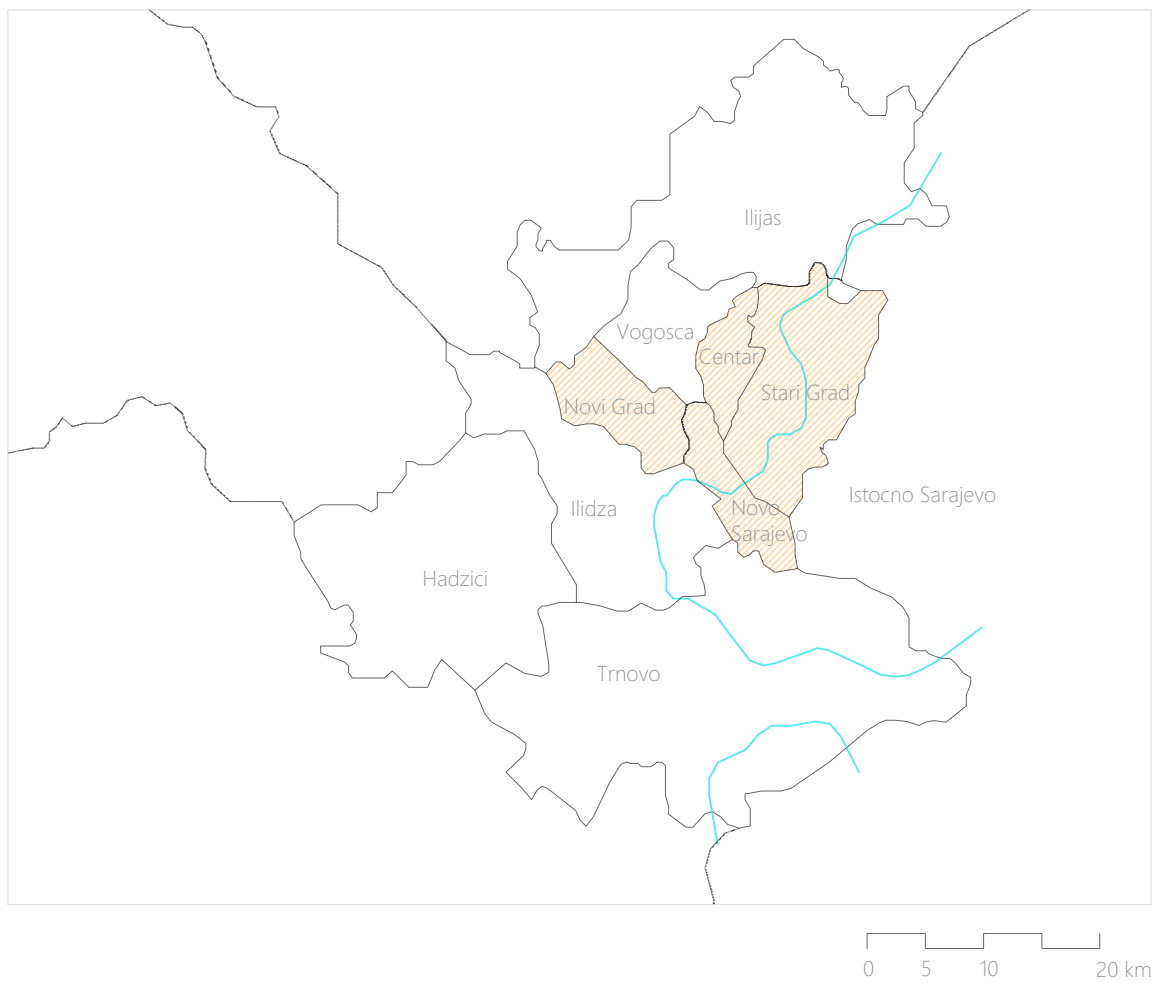 Ilijas
Vogosca
Centar
Stari Grad
Novi Grad
Istocno Sarajevo
Ilidza
Novo
Sarajevo
Hadzici
Trnovo
0 5 10 20 km